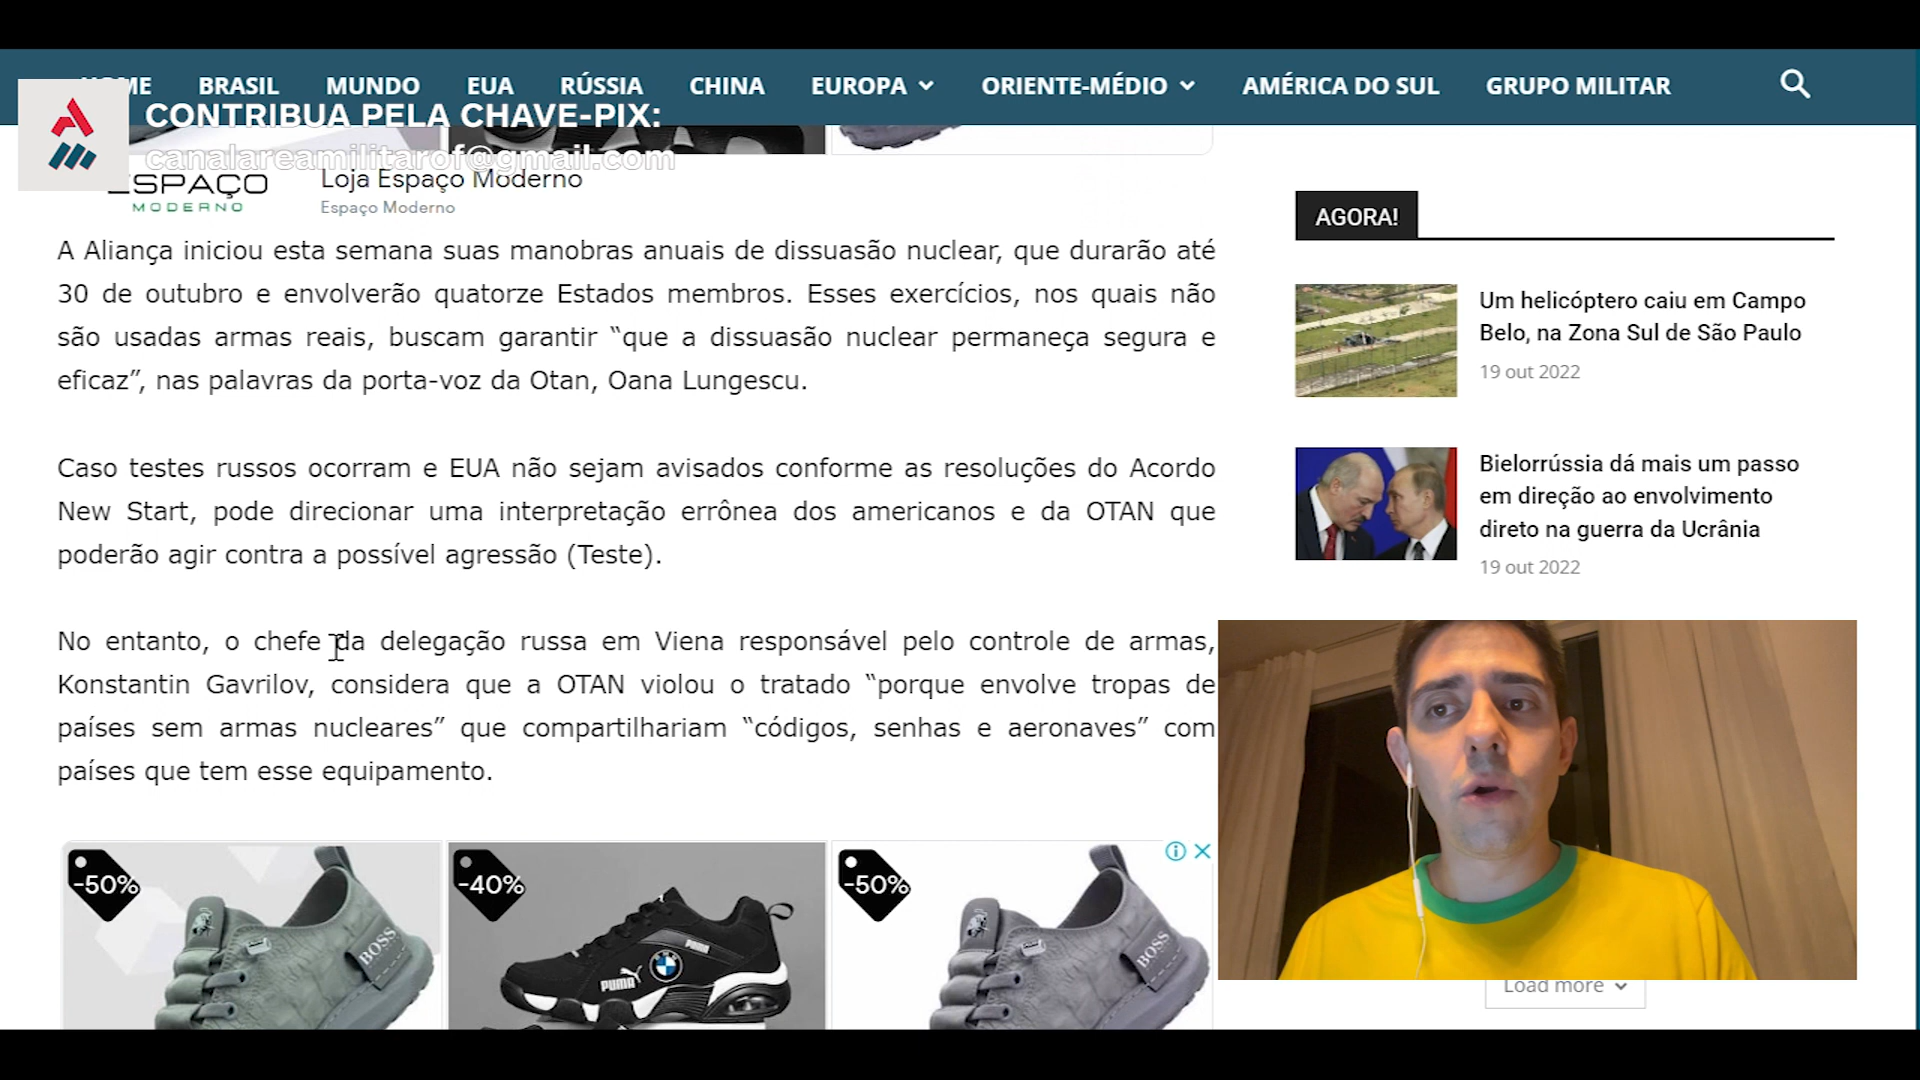 BRASIL MUNDO EUA RÚSSIA CHINA EUROPA ORIENTE-MÉDIO AMÉRICA DO SUL GRUPO MILITAR
CONTRIBUA PELA CHAVE-PIX:
canalareamilitarof@gmail.com
ESPAÇO
MODERNO
Loja Espaço Moderno
Espaço Moderno
A Aliança iniciou esta semana suas manobras anuais de dissuasão nuclear, que durarão até
30 de outubro e envolverão quatorze Estados membros. Esses exercícios, nos quais não
são usadas armas reais, buscam garantir “que a dissuasão nuclear permaneça segura e
eficaz”, nas palavras da porta-voz da Otan, Oana Lungescu.
Caso testes russos ocorram e EUA não sejam avisados conforme as resoluções do Acordo
New Start, pode direcionar uma interpretação errônea dos americanos e da OTAN que
poderão agir contra a possível agressão (Teste).
No entanto, o chefe da delegação russa em Viena responsável pelo controle de armas,
Konstantin Gavrilov, considera que a OTAN violou o tratado “porque envolve tropas de
países sem armas nucleares” que compartilhariam “códigos, senhas e aeronaves” com
países que tem esse equipamento.
-50%
BOSS
-40%
PUMA
PUMA
BMW
-50%
BOSS
AGORA!
Um helicóptero caiu em Campo
Belo, na Zona Sul de São Paulo
19 out 2022
Bielorrússia dá mais um passo
em direção ao envolvimento
direto na guerra da Ucrânia
19 out 2022
Load more